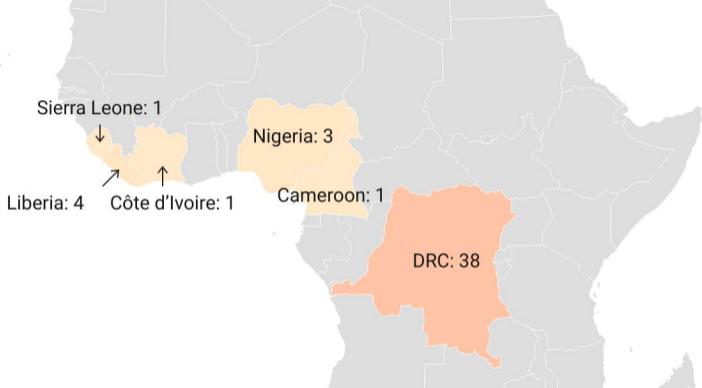 Sierra Leone: 1
Nigeria: 3
Cameroon: 1
Liberia: 4
Côte d’Ivoire: 1
DRC: 38